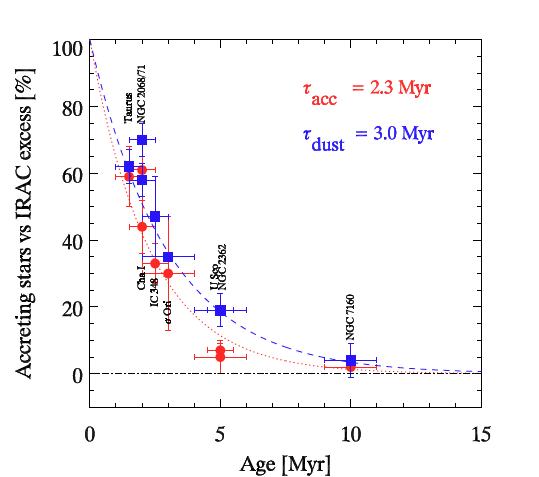 Accreting stars vs IRAC excess [%]
100
80
60
40
20
0
Taurus
NGC 2068/71
Cha I
IC 348
σ Ori
U Sco
NGC 2362
NGC 7160
τacc = 2.3 Myr
τdust = 3.0 Myr
0 5 10 15
Age [Myr]